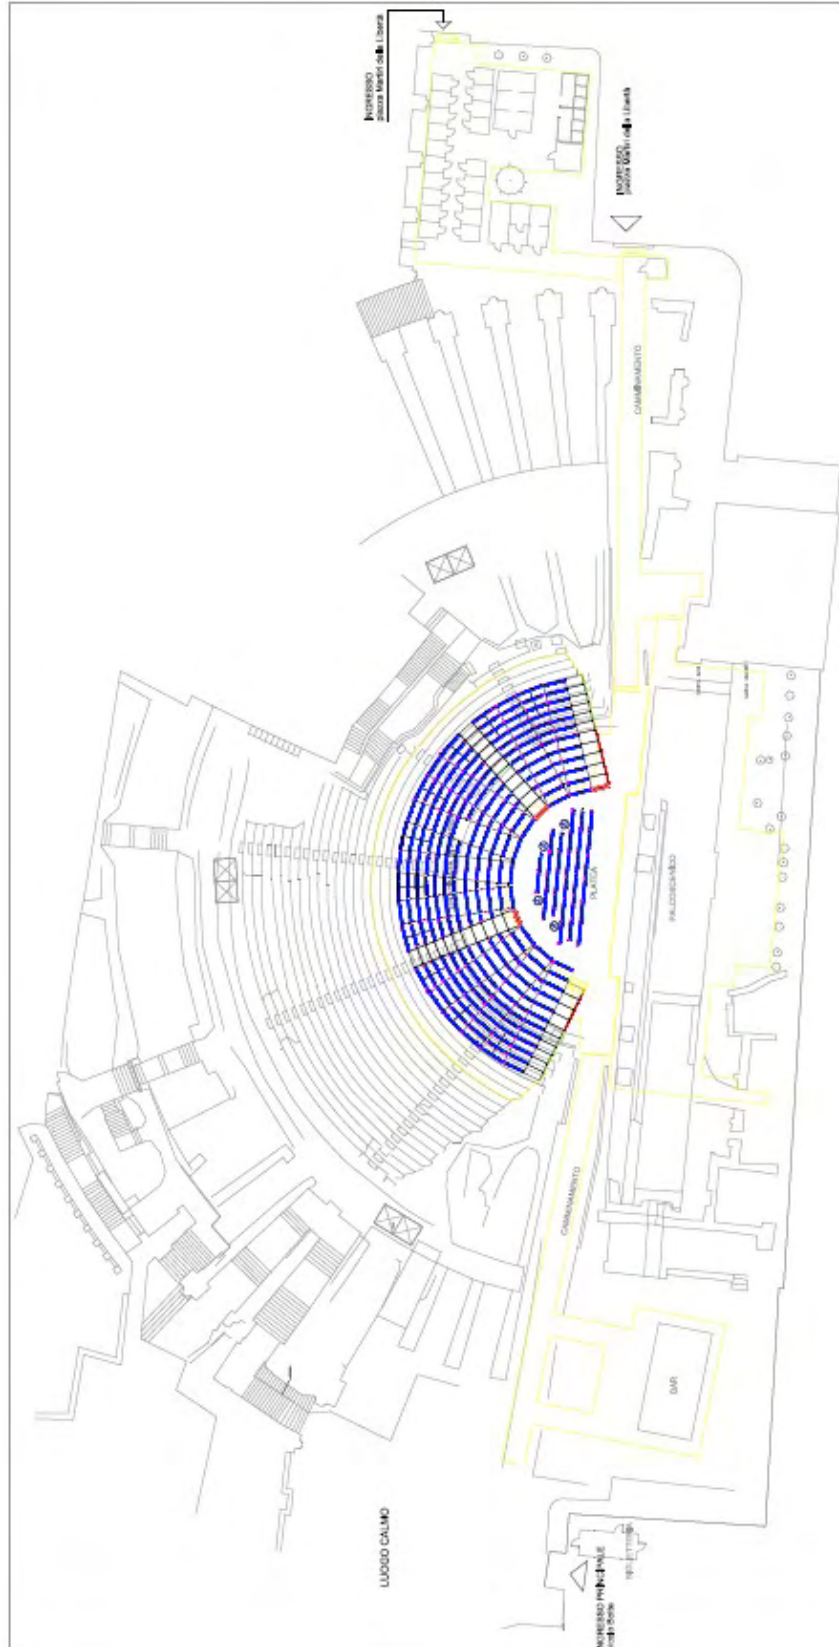 INGRESSO
piazza Martiri della Libertà
INGRESSO
piazza Martiri della Libertà
CAMMINAMENTO
PLATEA
PALCOSCENICO
CAMMINAMENTO
BAR
LUOGO CALMO
INGRESSO PRINCIPALE